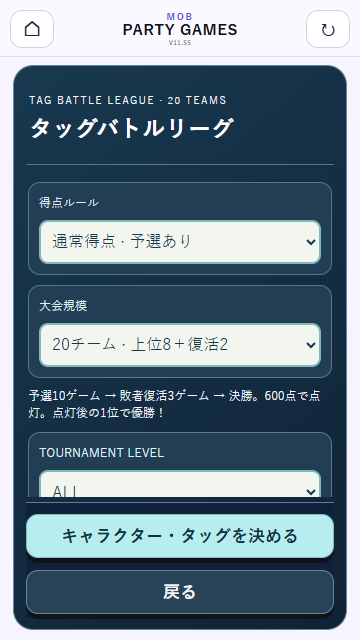 MOB
PARTY GAMES
V11.55
TAG BATTLE LEAGUE · 20 TEAMS
タッグバトルリーグ
得点ルール
通常得点・予選あり
大会規模
20チーム・上位8＋復活2
予選10ゲーム → 敗者復活3ゲーム → 決勝。600点で点
灯。点灯後の1位で優勝！
TOURNAMENT LEVEL
ALL
キャラクター・タッグを決める
戻る